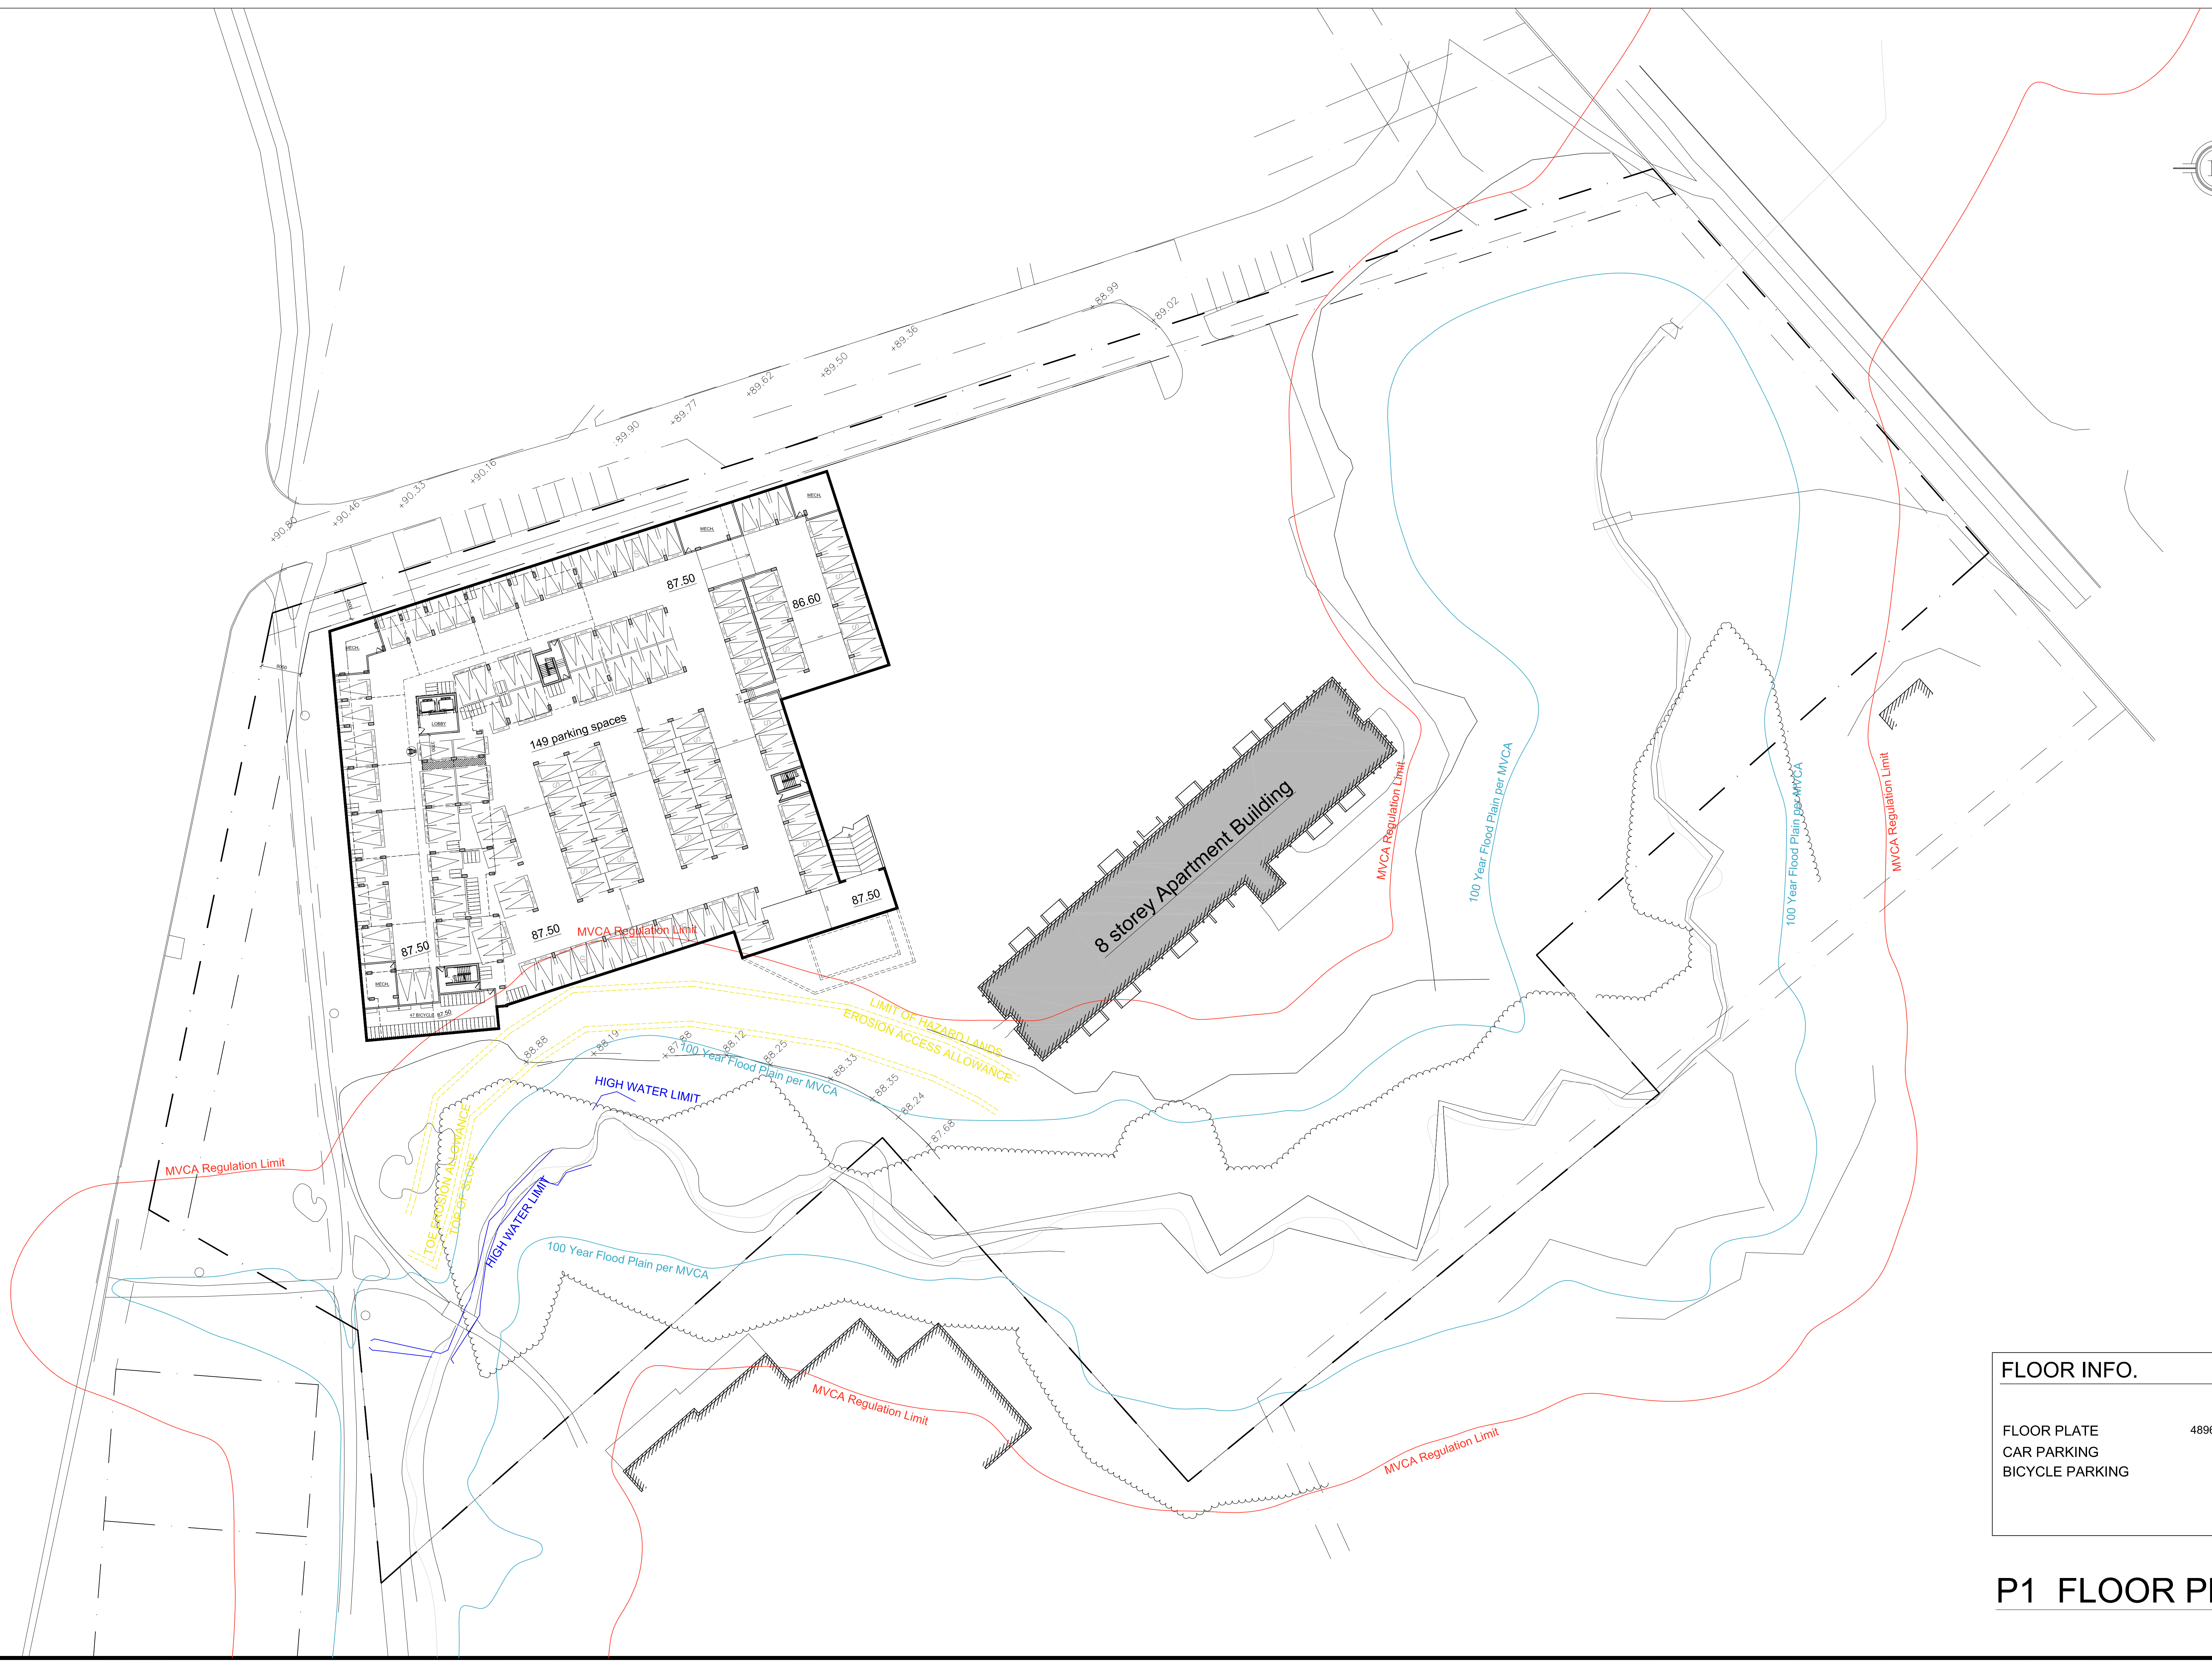 +88.99
+89.02
+89.36
+89.50
+89.62
+89.77
89.90
+90.16
+90.33
+90.46
+90.80
MECH.
MECH.
87.50
86.60
MECH.
6000
LOBBY
149 parking spaces
87.50
87.50
87.50
MECH.
47 BICYCLE
87.50
MVCA Regulation Limit
8 storey Apartment Building
MVCA Regulation Limit
100 Year Flood Plain per MVCA
100 Year Flood Plain per MVCA
MVCA Regulation Limit
LIMIT OF HAZARD LANDS
EROSION ACCESS ALLOWANCE
88.88
88.19
87.88
88.12
88.25
88.33
88.35
88.24
87.68
100 Year Flood Plain per MVCA
HIGH WATER LIMIT
TOE EROSION ALLOWANCE
TOP OF SLOPE
HIGH WATER LIMIT
MVCA Regulation Limit
100 Year Flood Plain per MVCA
MVCA Regulation Limit
MVCA Regulation Limit
FLOOR INFO.
FLOOR PLATE 4896
CAR PARKING
BICYCLE PARKING
P1 FLOOR